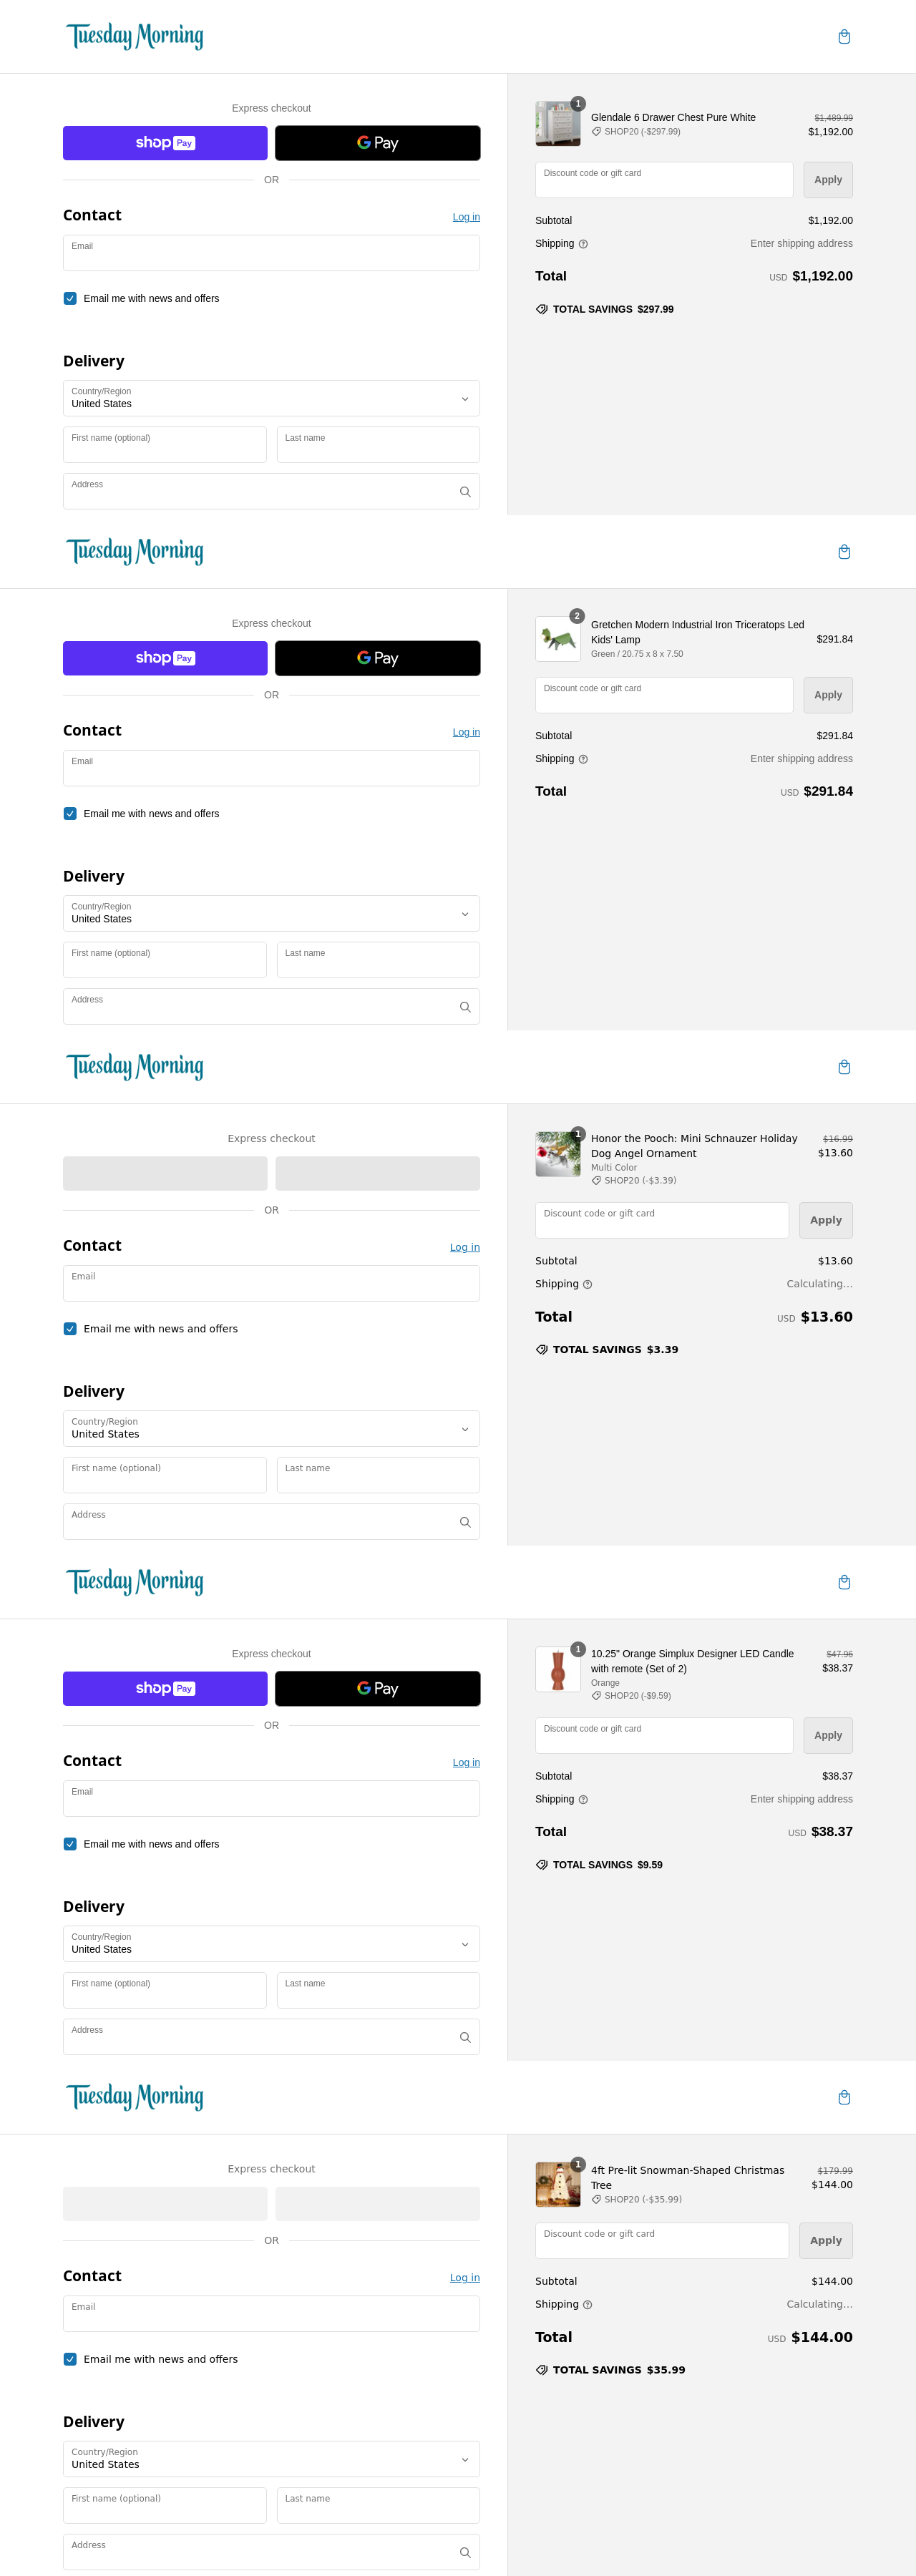 Tuesday Morning
Express checkout
shop Pay
G Pay
OR
Contact
Log in
Email
Email me with news and offers
Delivery
Country/Region
United States
First name (optional)
Last name
Address
1
Glendale 6 Drawer Chest Pure White
SHOP20 (-$297.99)
$1,489.99
$1,192.00
Discount code or gift card
Apply
Subtotal
$1,192.00
Shipping
Enter shipping address
Total
USD $1,192.00
TOTAL SAVINGS $297.99
Tuesday Morning
Express checkout
shop Pay
G Pay
OR
Contact
Log in
Email
Email me with news and offers
Delivery
Country/Region
United States
First name (optional)
Last name
Address
2
Gretchen Modern Industrial Iron Triceratops Led
Kids' Lamp
Green / 20.75 x 8 x 7.50
$291.84
Discount code or gift card
Apply
Subtotal
$291.84
Shipping
Enter shipping address
Total
USD $291.84
Tuesday Morning
Express checkout
OR
Contact
Log in
Email
Email me with news and offers
Delivery
Country/Region
United States
First name (optional)
Last name
Address
1
Honor the Pooch: Mini Schnauzer Holiday
Dog Angel Ornament
Multi Color
SHOP20 (-$3.39)
$16.99
$13.60
Discount code or gift card
Apply
Subtotal
$13.60
Shipping
Calculating...
Total
USD $13.60
TOTAL SAVINGS $3.39
Tuesday Morning
Express checkout
shop Pay
G Pay
OR
Contact
Log in
Email
Email me with news and offers
Delivery
Country/Region
United States
First name (optional)
Last name
Address
1
10.25" Orange Simplux Designer LED Candle
with remote (Set of 2)
Orange
SHOP20 (-$9.59)
$47.96
$38.37
Discount code or gift card
Apply
Subtotal
$38.37
Shipping
Enter shipping address
Total
USD $38.37
TOTAL SAVINGS $9.59
Tuesday Morning
Express checkout
OR
Contact
Log in
Email
Email me with news and offers
Delivery
Country/Region
United States
First name (optional)
Last name
Address
1
4ft Pre-lit Snowman-Shaped Christmas
Tree
SHOP20 (-$35.99)
$179.99
$144.00
Discount code or gift card
Apply
Subtotal
$144.00
Shipping
Calculating...
Total
USD $144.00
TOTAL SAVINGS $35.99